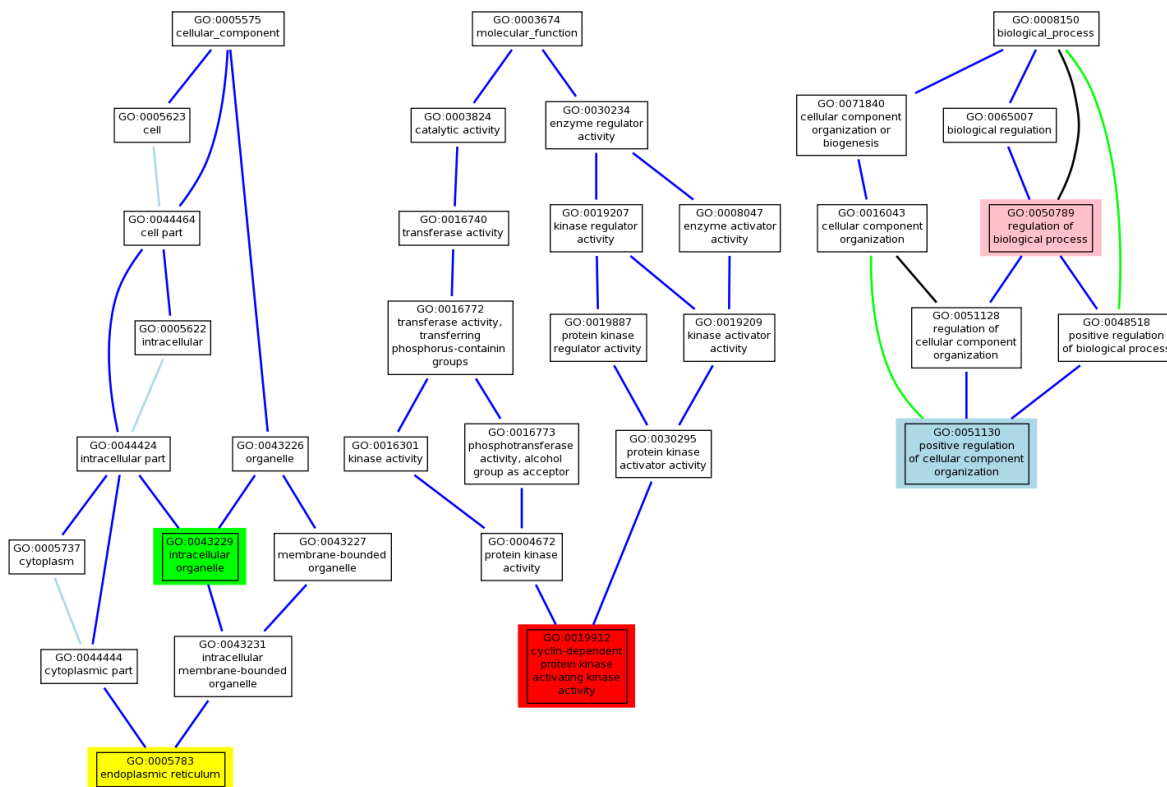 GO:0005575
cellular_component
GO:0003674
molecular_function
GO:0008150
biological_process
GO:0005623
cell
GO:0003824
catalytic activity
GO:0030234
enzyme regulator
activity
GO:0071840
cellular component
organization or
biogenesis
GO:0065007
biological regulation
GO:0044464
cell part
GO:0016740
transferase activity
GO:0019207
kinase regulator
activity
GO:0008047
enzyme activator
activity
GO:0016043
cellular component
organization
GO:0050789
regulation of
biological process
GO:0005622
intracellular
GO:0016772
transferase activity,
transferring
phosphorus-containin
groups
GO:0019887
protein kinase
regulator activity
GO:0019209
kinase activator
activity
GO:0051128
regulation of
cellular component
organization
GO:0048518
positive regulation
of biological process
GO:0044424
intracellular part
GO:0043226
organelle
GO:0016301
kinase activity
GO:0016773
phosphotransferase
activity, alcohol
group as acceptor
GO:0030295
protein kinase
activator activity
GO:0051130
positive regulation
of cellular component
organization
GO:0005737
cytoplasm
GO:0043229
intracellular
organelle
GO:0043227
membrane-bounded
organelle
GO:0004672
protein kinase
activity
GO:0044444
cytoplasmic part
GO:0043231
intracellular
membrane-bounded
organelle
GO:0019912
cyclin-dependent
protein kinase
activating kinase
activity
GO:0005783
endoplasmic reticulum